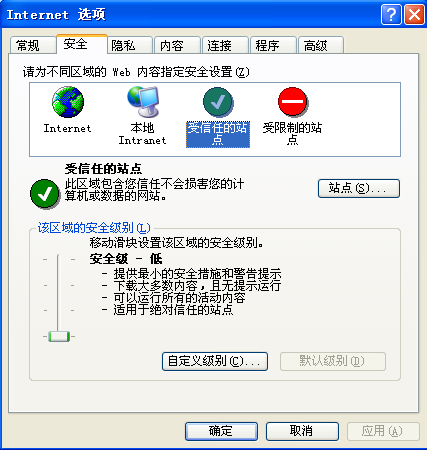 Internet 选项
常规 安全 隐私 内容 连接 程序 高级
请为不同区域的 Web 内容指定安全设置(Z)
Internet
本地
Intranet
受信任的站
点
受限制的站
点
受信任的站点
此区域包含您信任不会损害您的计
算机或数据的网站。
站点(S)...
该区域的安全级别(L)
移动滑块设置该区域的安全级别。
安全级 - 低
- 提供最小的安全措施和警告提示
- 下载大多数内容，且无提示运行
- 可以运行所有的活动内容
- 适用于绝对信任的站点
自定义级别(C)... 默认级别(D)
确定 取消 应用(A)